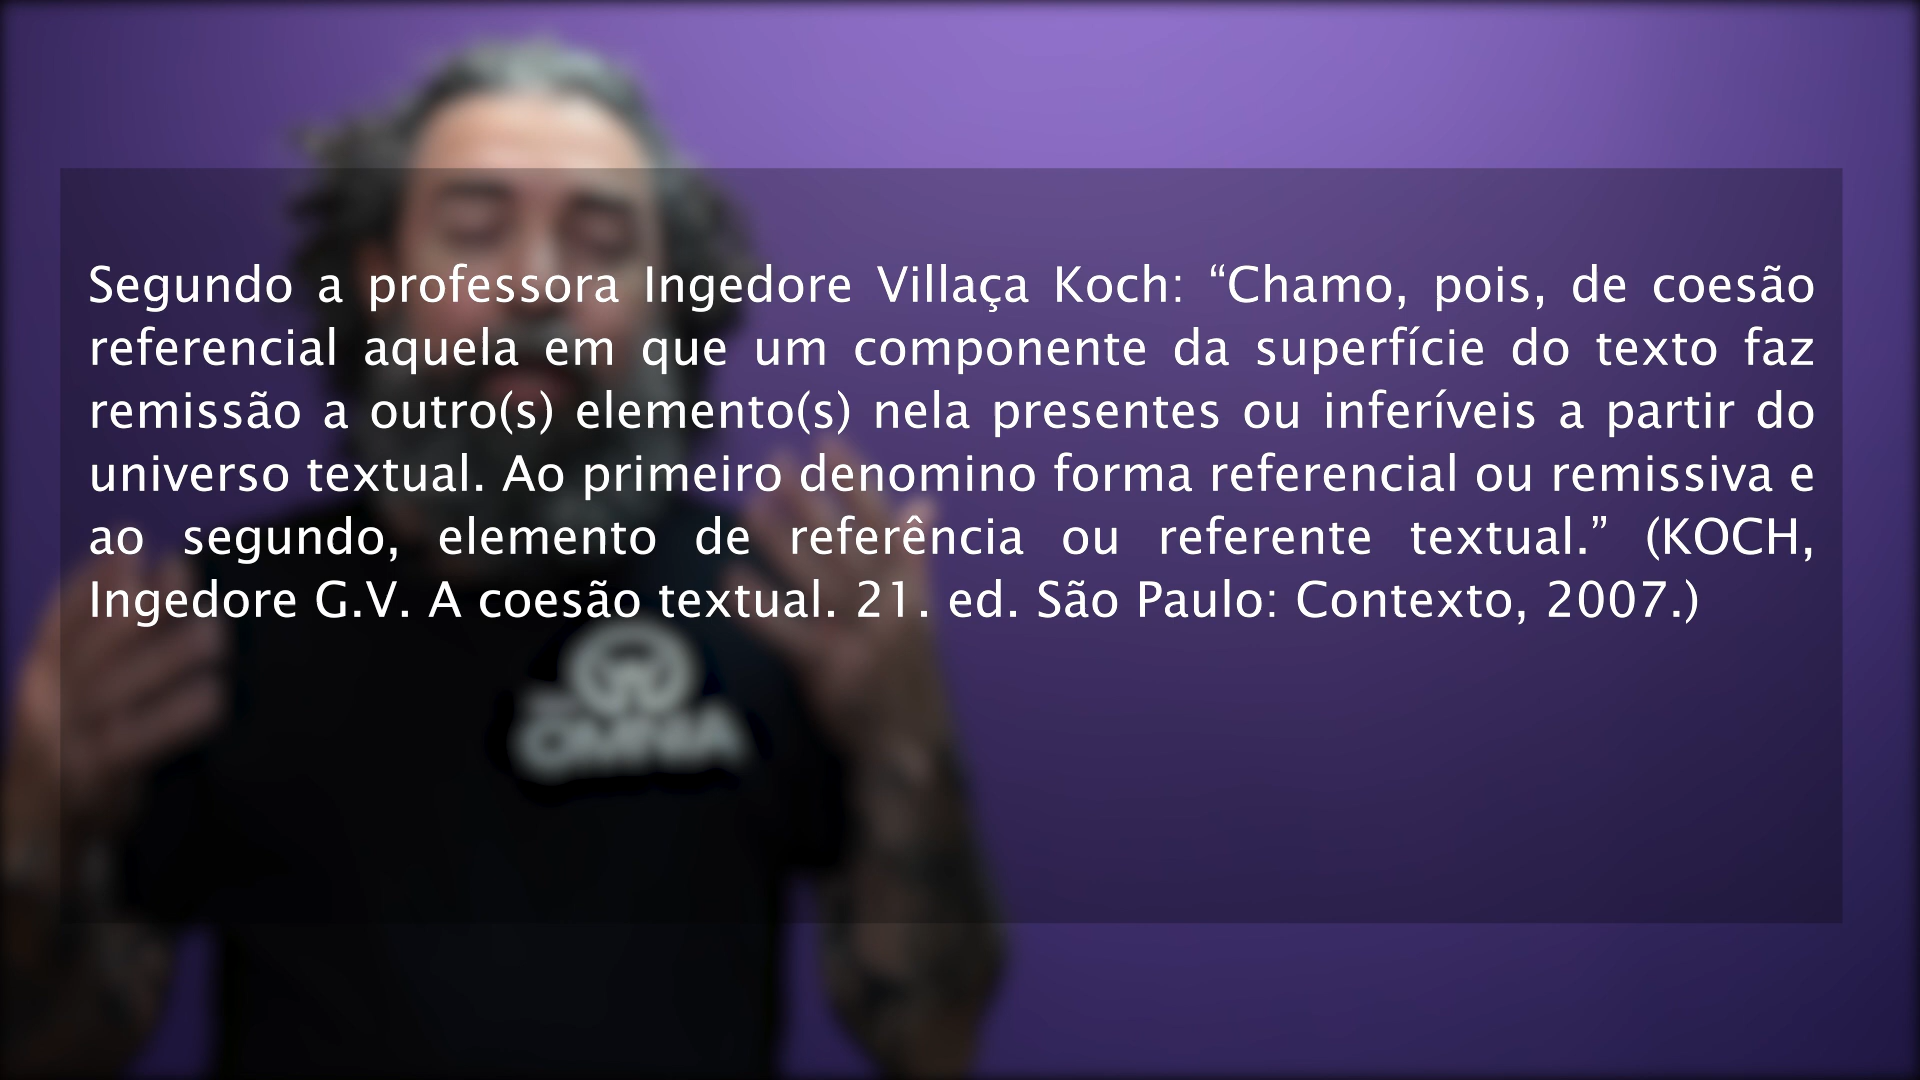 Segundo a professora Ingedore Villaça Koch: “Chamo, pois, de coesão
referencial aquela em que um componente da superfície do texto faz
remissão a outro(s) elemento(s) nela presentes ou inferíveis a partir do
universo textual. Ao primeiro denomino forma referencial ou remissiva e
ao segundo, elemento de referência ou referente textual.” (KOCH,
Ingedore G.V. A coesão textual. 21. ed. São Paulo: Contexto, 2007.)
OMNIA